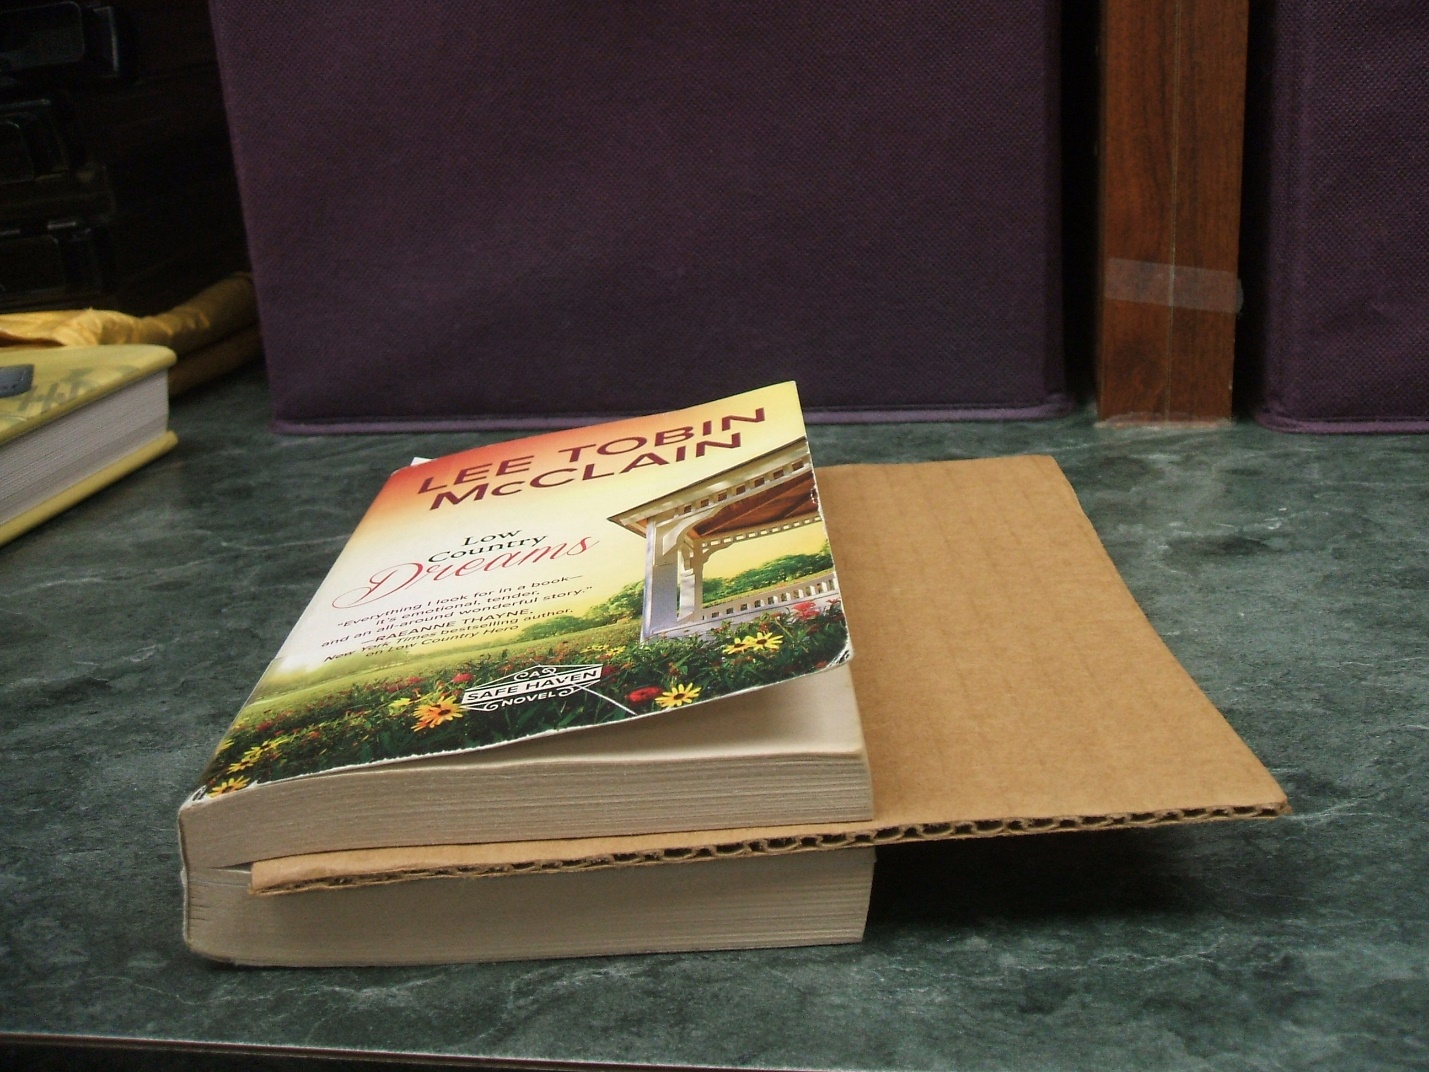 LEE TOBIN
McCLAIN
Low
Country
Dreams
"Everything I look for in a book—
it's emotional, tender,
and an all-around wonderful story."
—RAEANNE THAYNE,
New York Times bestselling author,
on Low Country Hero
A
SAFE HAVEN
NOVEL